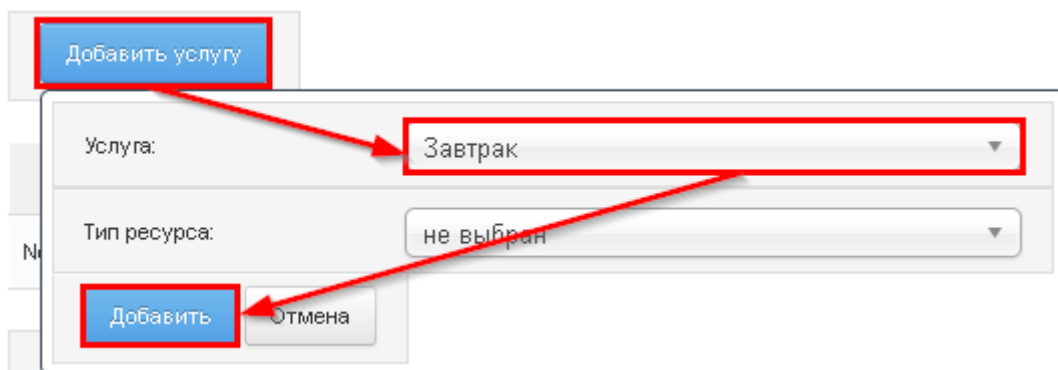 Добавить услугу
Услуга:
Завтрак
Тип ресурса:
не выбран
Добавить
Отмена